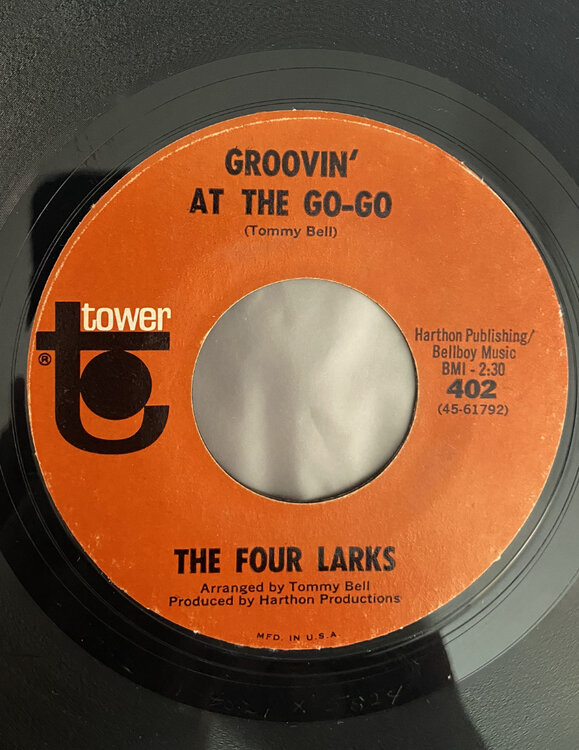 GROOVIN'
AT THE GO-GO
(Tommy Bell)
tower
®
Harthon Publishing/
Bellboy Music
BMI - 2:30
402
(45-61792)
THE FOUR LARKS
Arranged by Tommy Bell
Produced by Harthon Productions
MFD. IN U.S.A.